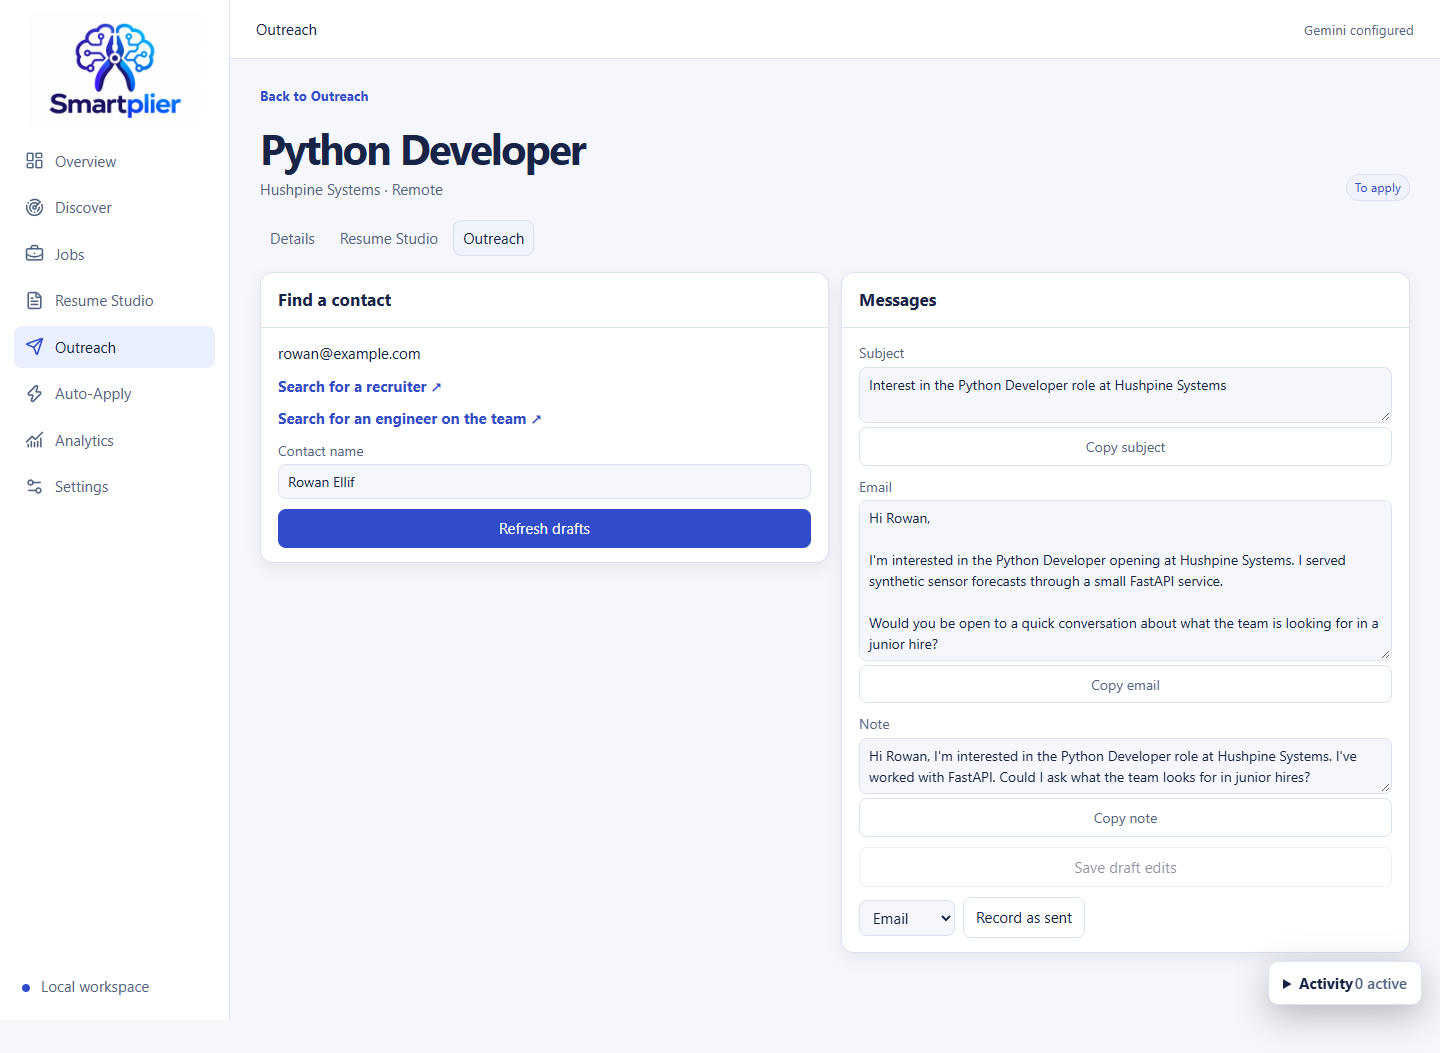 Smartplier
Overview
Discover
Jobs
Resume Studio
Outreach
Auto-Apply
Analytics
Settings
Local workspace
Outreach
Gemini configured
Back to Outreach
Python Developer
Hushpine Systems · Remote
To apply
Details
Resume Studio
Outreach
Find a contact
rowan@example.com
Search for a recruiter ↗
Search for an engineer on the team ↗
Contact name
Rowan Ellif
Refresh drafts
Messages
Subject
Interest in the Python Developer role at Hushpine Systems
Copy subject
Email
Hi Rowan,
I'm interested in the Python Developer opening at Hushpine Systems. I served
synthetic sensor forecasts through a small FastAPI service.
Would you be open to a quick conversation about what the team is looking for in a
junior hire?
Copy email
Note
Hi Rowan, I'm interested in the Python Developer role at Hushpine Systems. I've
worked with FastAPI. Could I ask what the team looks for in junior hires?
Copy note
Save draft edits
Email
Record as sent
Activity 0 active